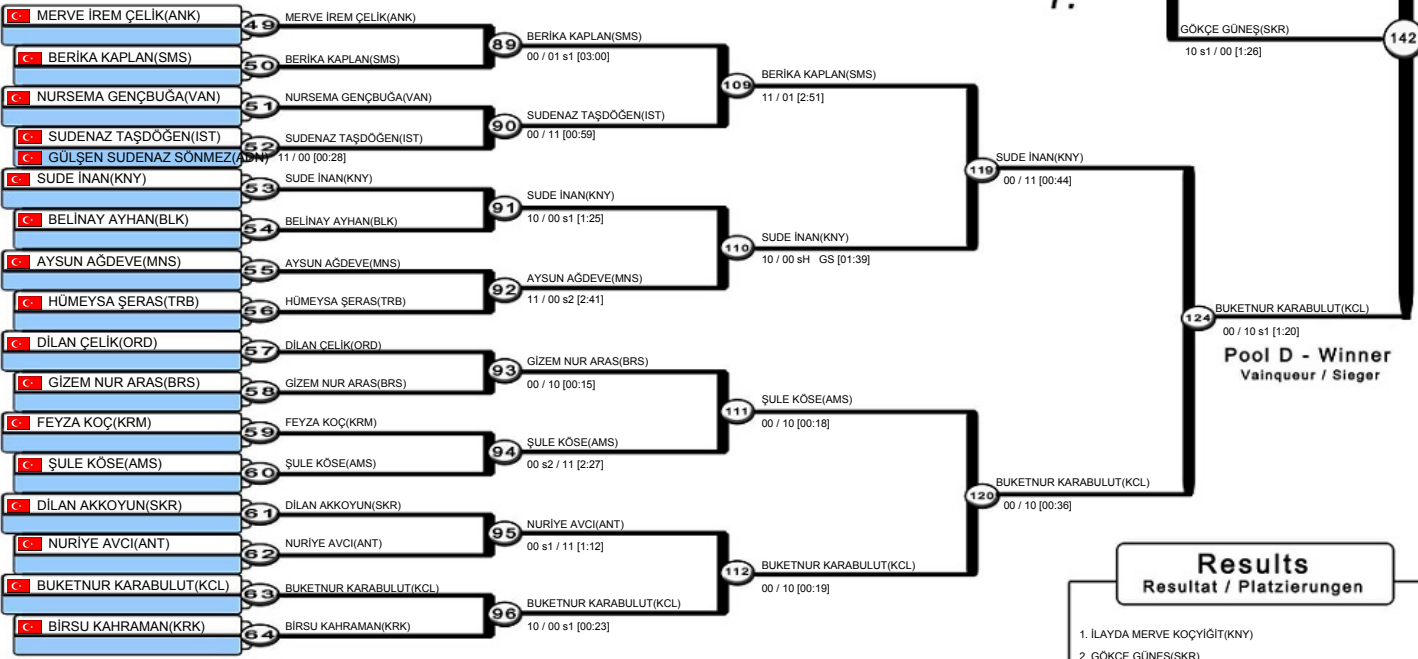 MERVE İREM ÇELİK(ANK)
BERİKA KAPLAN(SMS)
NURSEMA GENÇBUĞA(VAN)
SUDENAZ TAŞDÖĞEN(IST)
GÜLŞEN SUDENAZ SÖNMEZ(ADN)
SUDE İNAN(KNY)
BELİNAY AYHAN(BLK)
AYSUN AĞDEVE(MNS)
HÜMEYSA ŞERAS(TRB)
DİLAN ÇELİK(ORD)
GİZEM NUR ARAS(BRS)
FEYZA KOÇ(KRM)
ŞULE KÖSE(AMS)
DİLAN AKKOYUN(SKR)
NURİYE AVCI(ANT)
BUKETNUR KARABULUT(KCL)
BİRSU KAHRAMAN(KRK)
49
MERVE İREM ÇELİK(ANK)
50
BERİKA KAPLAN(SMS)
51
NURSEMA GENÇBUĞA(VAN)
52
SUDENAZ TAŞDÖĞEN(IST)
11 / 00 [00:28]
53
SUDE İNAN(KNY)
54
BELİNAY AYHAN(BLK)
55
AYSUN AĞDEVE(MNS)
56
HÜMEYSA ŞERAS(TRB)
57
DİLAN ÇELİK(ORD)
58
GİZEM NUR ARAS(BRS)
59
FEYZA KOÇ(KRM)
60
ŞULE KÖSE(AMS)
61
DİLAN AKKOYUN(SKR)
62
NURİYE AVCI(ANT)
63
BUKETNUR KARABULUT(KCL)
64
BİRSU KAHRAMAN(KRK)
89
BERİKA KAPLAN(SMS)
00 / 01 s1 [03:00]
90
SUDENAZ TAŞDÖĞEN(IST)
00 / 11 [00:59]
91
SUDE İNAN(KNY)
10 / 00 s1 [1:25]
92
AYSUN AĞDEVE(MNS)
11 / 00 s2 [2:41]
93
GİZEM NUR ARAS(BRS)
00 / 10 [00:15]
94
ŞULE KÖSE(AMS)
00 s2 / 11 [2:27]
95
NURİYE AVCI(ANT)
00 s1 / 11 [1:12]
96
BUKETNUR KARABULUT(KCL)
10 / 00 s1 [00:23]
109
BERİKA KAPLAN(SMS)
11 / 01 [2:51]
110
SUDE İNAN(KNY)
10 / 00 sH GS [01:39]
111
ŞULE KÖSE(AMS)
00 / 10 [00:18]
112
BUKETNUR KARABULUT(KCL)
00 / 10 [00:19]
119
SUDE İNAN(KNY)
00 / 11 [00:44]
120
BUKETNUR KARABULUT(KCL)
00 / 10 [00:36]
124
BUKETNUR KARABULUT(KCL)
00 / 10 s1 [1:20]
Pool D - Winner
Vainqueur / Sieger
GÖKÇE GÜNEŞ(SKR)
10 s1 / 00 [1:26]
142
Results
Resultat / Platzierungen
1. İLAYDA MERVE KOÇYİĞİT(KNY)
2. GÖKÇE GÜNEŞ(SKR)